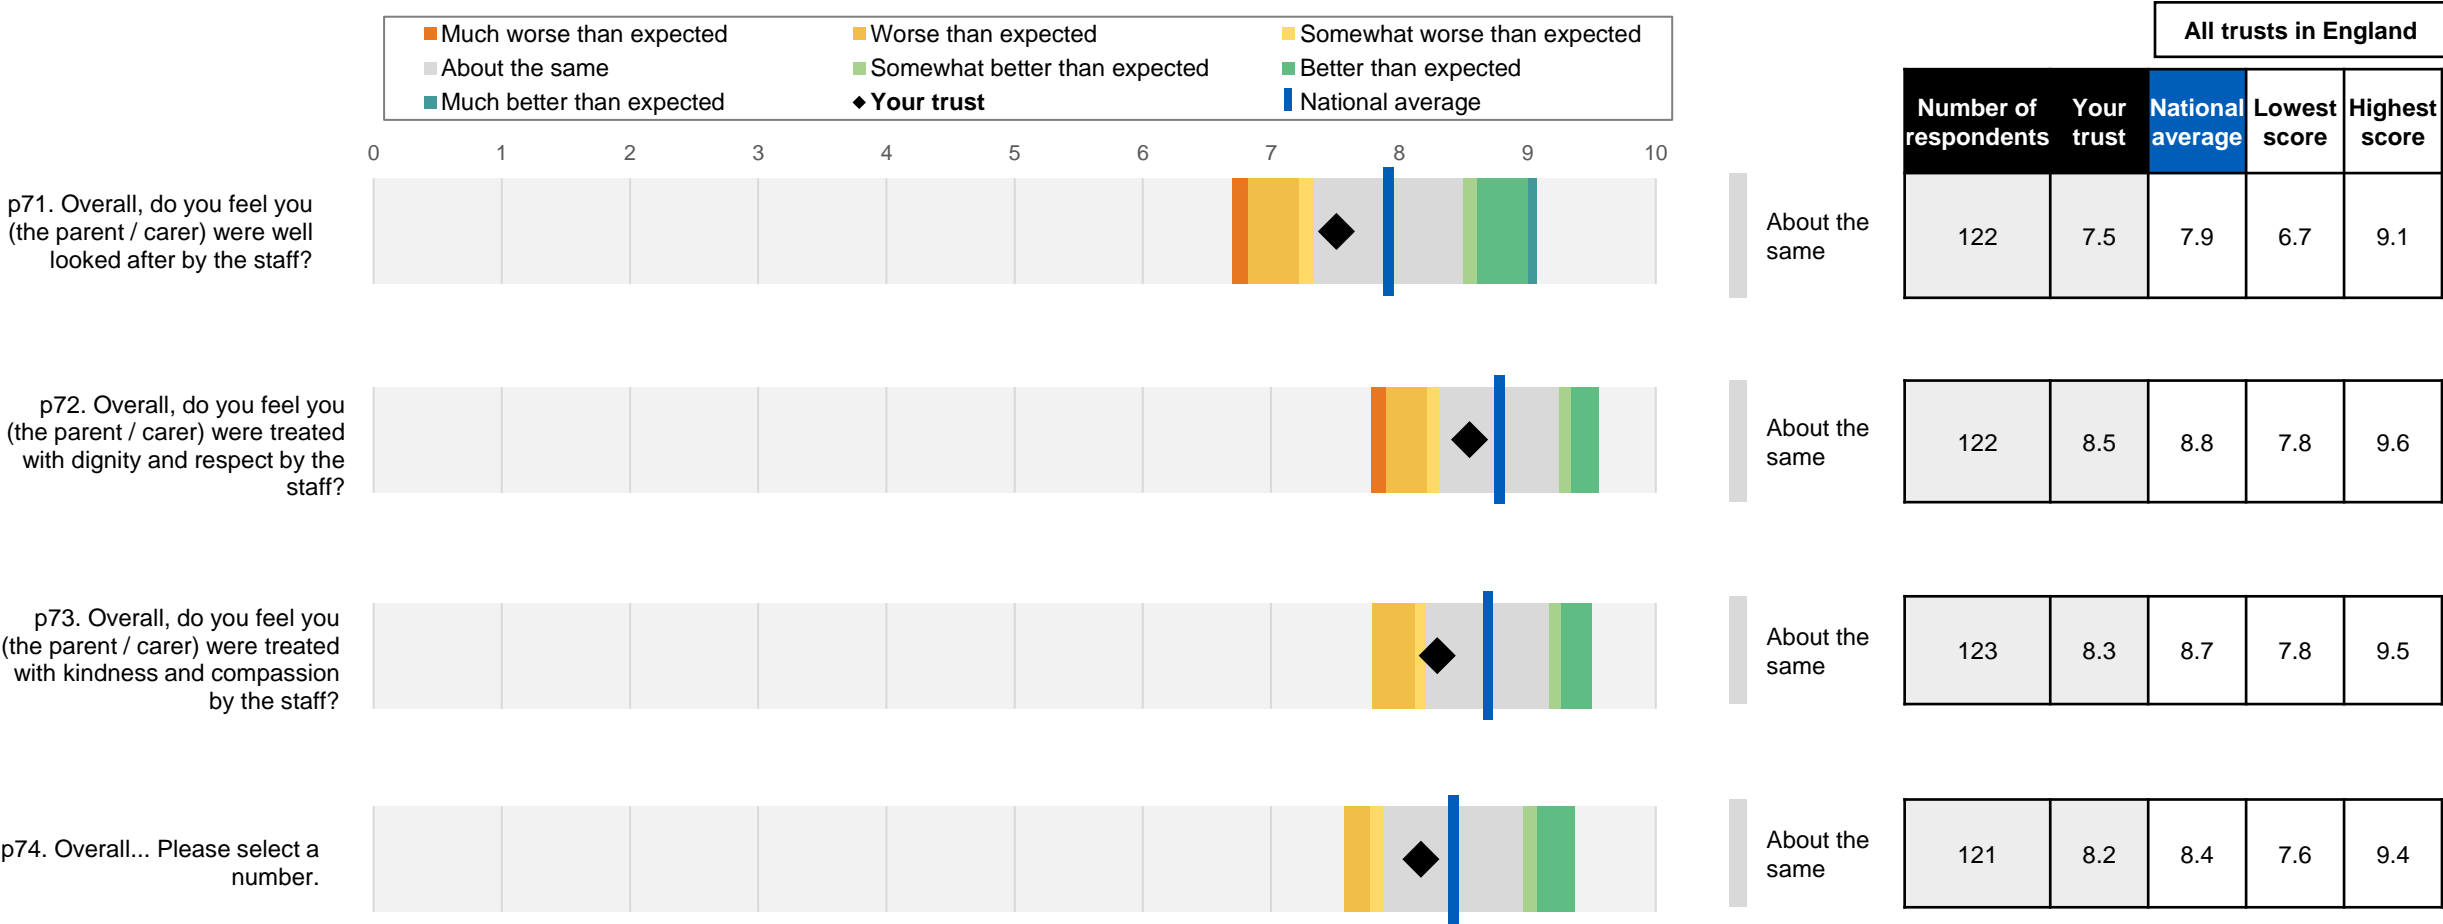 All trusts in England
Much worse than expected Worse than expected Somewhat worse than expected
About the same Somewhat better than expected Better than expected
Much better than expected Your trust National average
Number of respondents Your trust National average Lowest score Highest score
0 1 2 3 4 5 6 7 8 9 10
p71. Overall, do you feel you
(the parent / carer) were well
looked after by the staff?
About the
same
122 7.5 7.9 6.7 9.1
p72. Overall, do you feel you
(the parent / carer) were treated
with dignity and respect by the
staff?
About the
same
122 8.5 8.8 7.8 9.6
p73. Overall, do you feel you
(the parent / carer) were treated
with kindness and compassion
by the staff?
About the
same
123 8.3 8.7 7.8 9.5
p74. Overall... Please select a
number.
About the
same
121 8.2 8.4 7.6 9.4